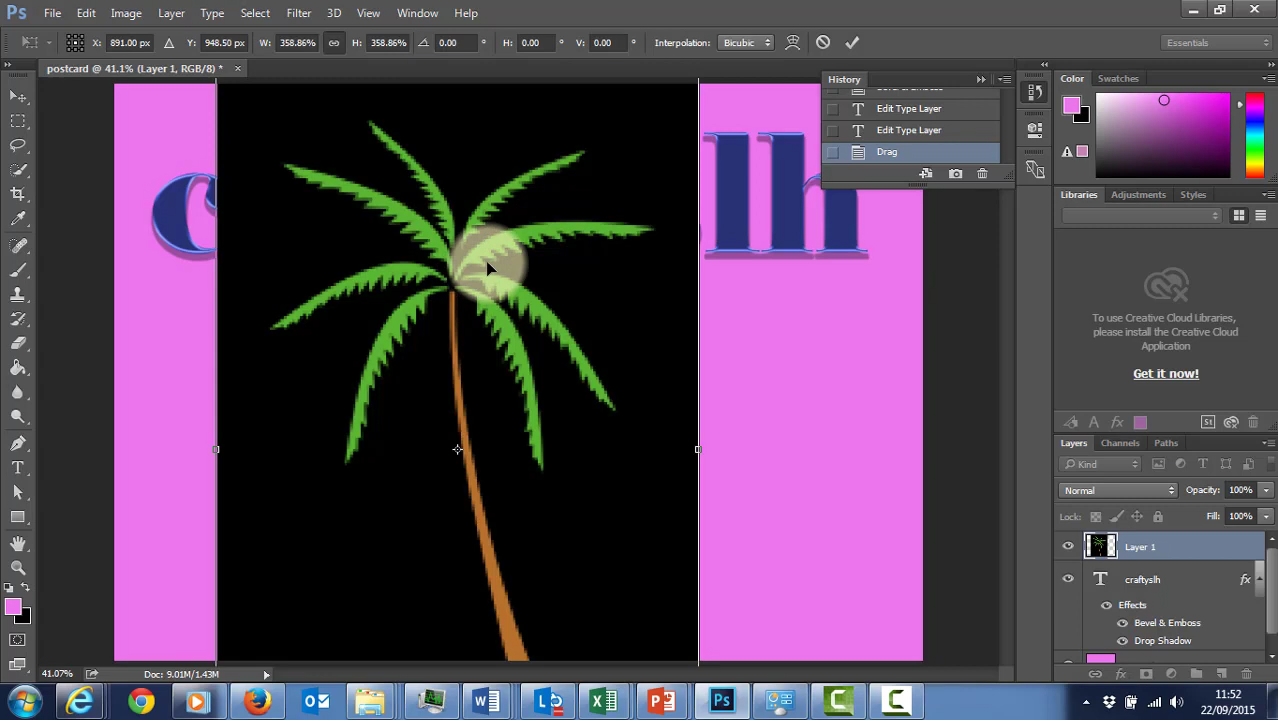 Ps File Edit Image Layer Type Select Filter 3D View Window Help
X: 891.00 px Y: 948.50 px W: 358.86% H: 358.86% 0.00 ° H: 0.00 ° V: 0.00 ° Interpolation: Bicubic Essentials
postcard @ 41.1% (Layer 1, RGB/8) * ×
History
Edit Type Layer
Edit Type Layer
Drag
c
lh
Color Swatches
Libraries Adjustments Styles
To use Creative Cloud Libraries,
please install the Creative Cloud
Application
Get it now!
St
Layers Channels Paths
Kind
Normal Opacity: 100%
Lock: Fill: 100%
Layer 1
T craftyslh fx
Effects
Bevel & Emboss
Drop Shadow
41.07% Doc: 9.01M/1.43M
11:52
22/09/2015